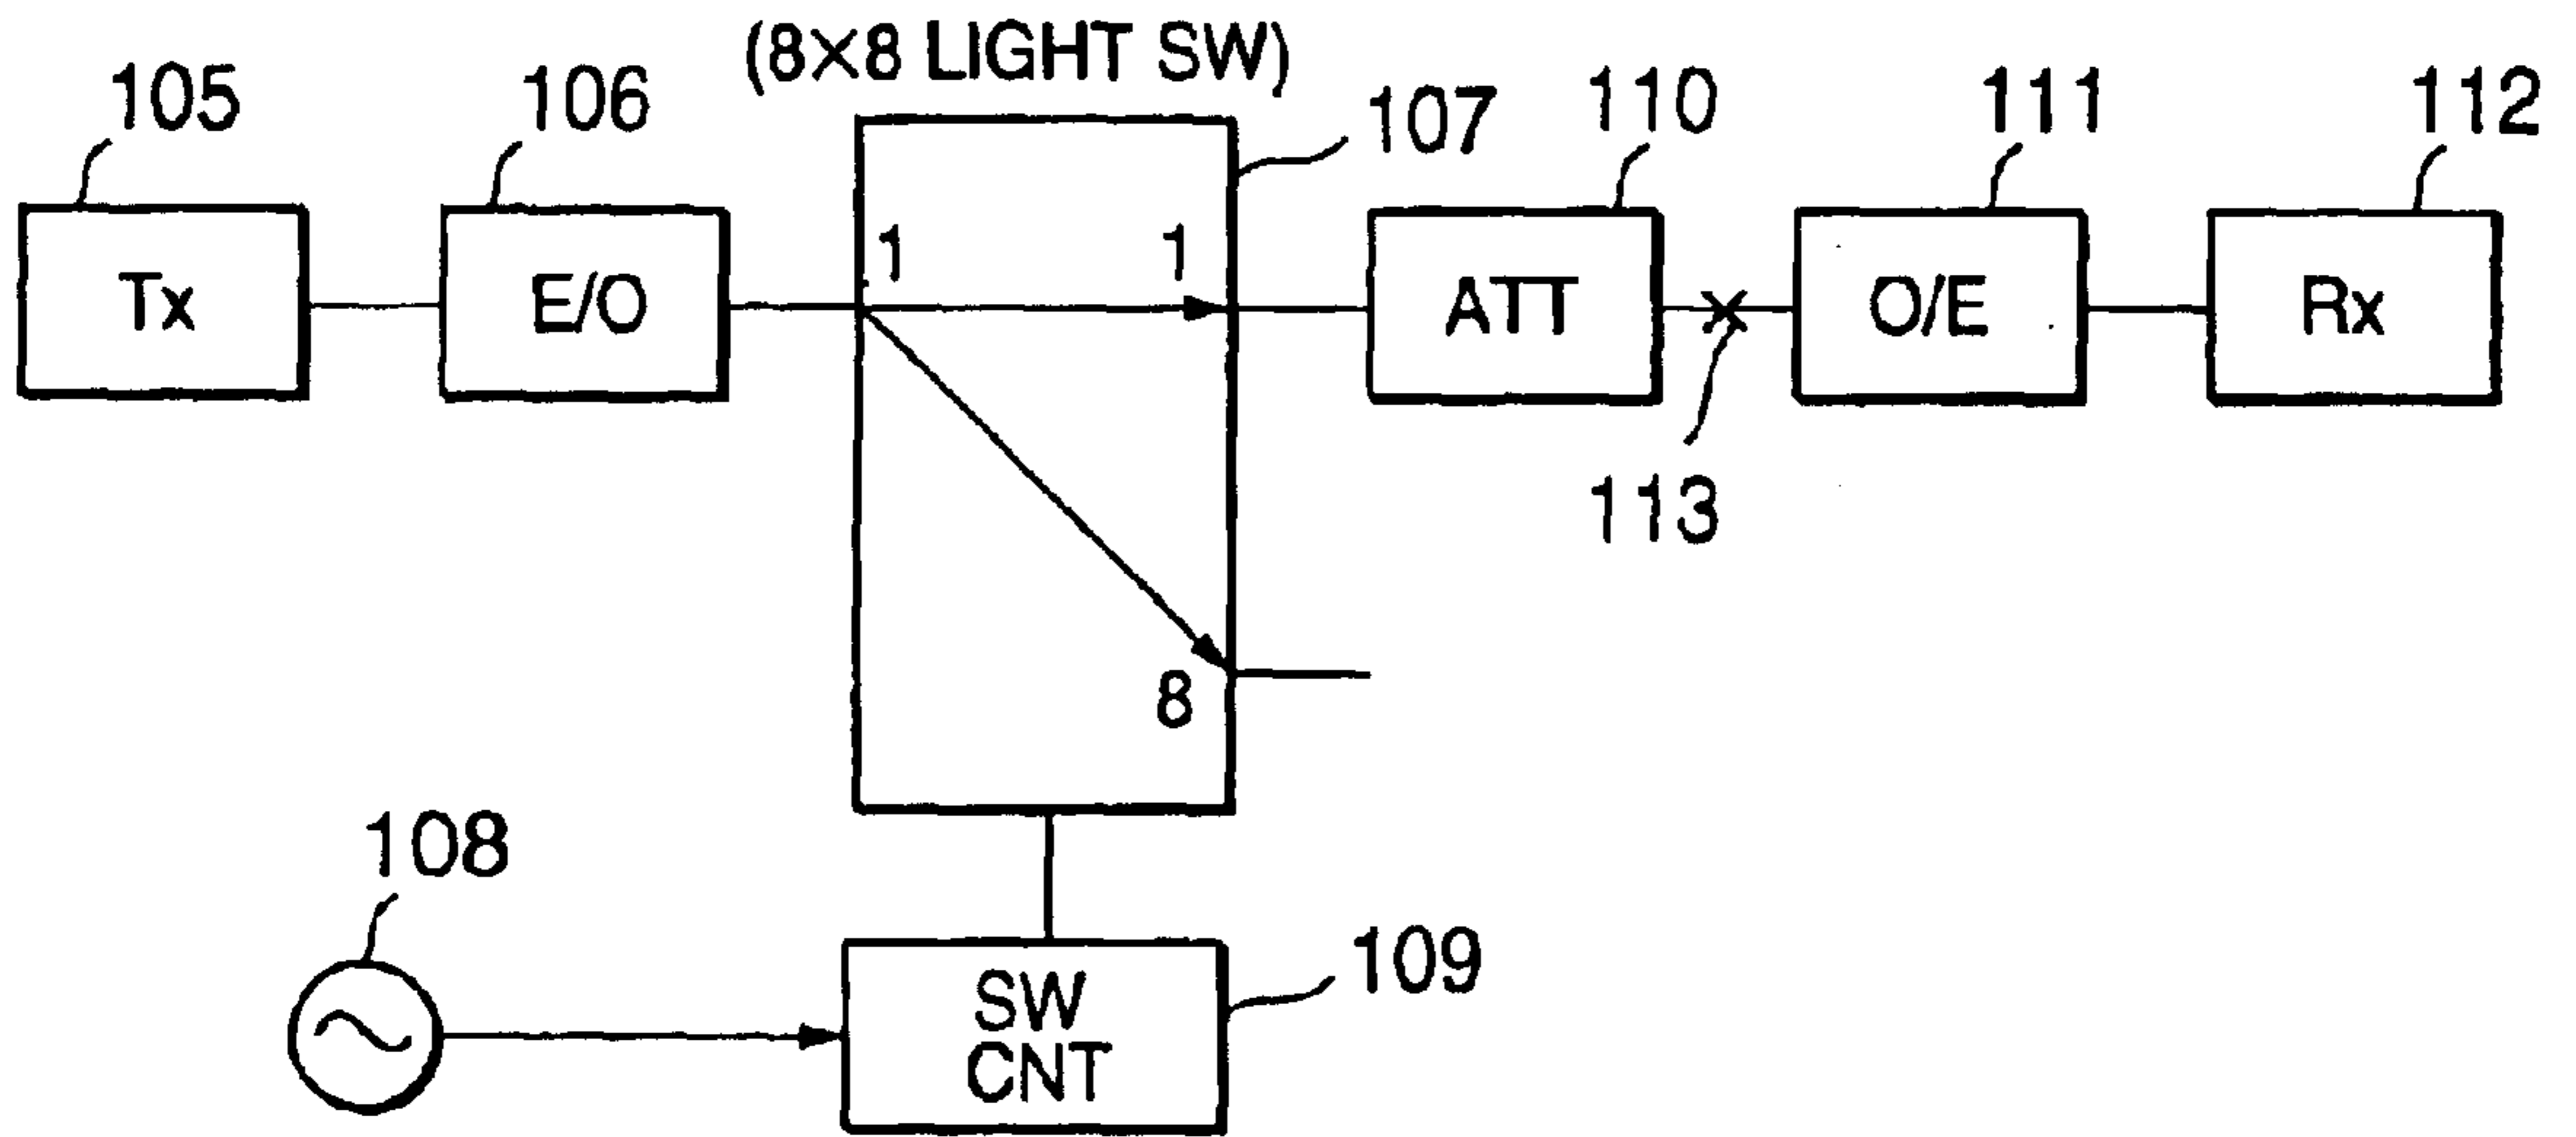 (8×8 LIGHT SW)
105
106
107
110
111
112
Tx
E/O
1
1
ATT
O/E
Rx
113
8
108
109
SW
CNT